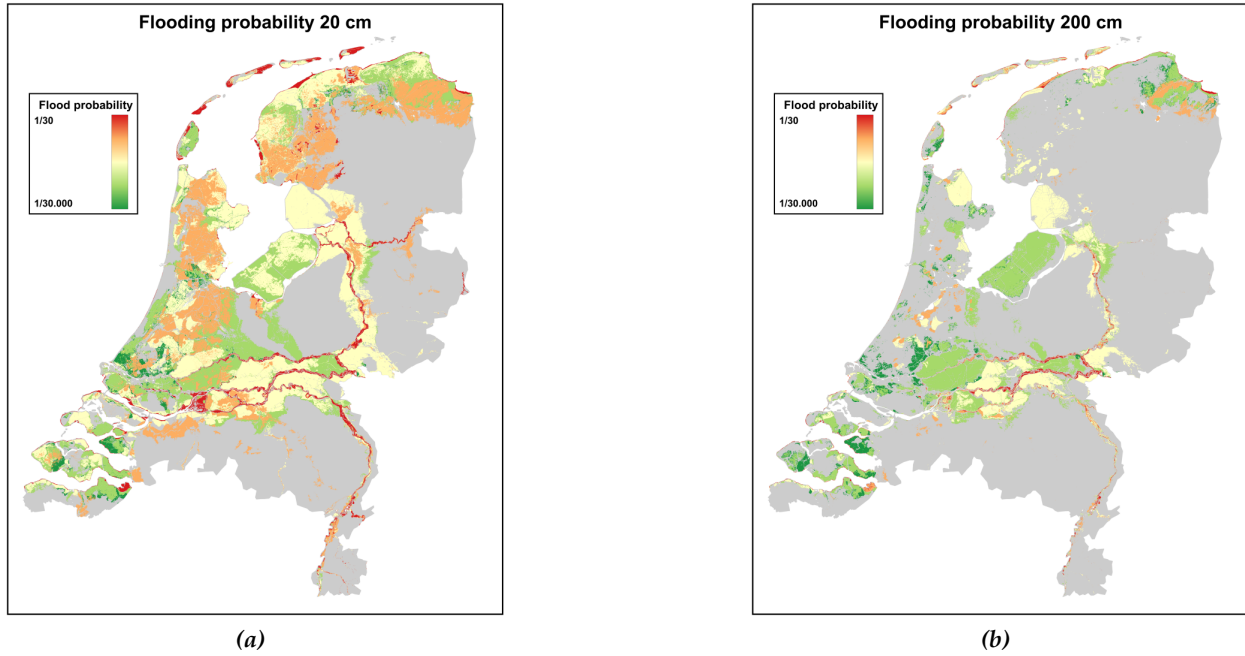 Flooding probability 20 cm
Flood probability
1/30
1/30.000
(a)
Flooding probability 200 cm
Flood probability
1/30
1/30.000
(b)